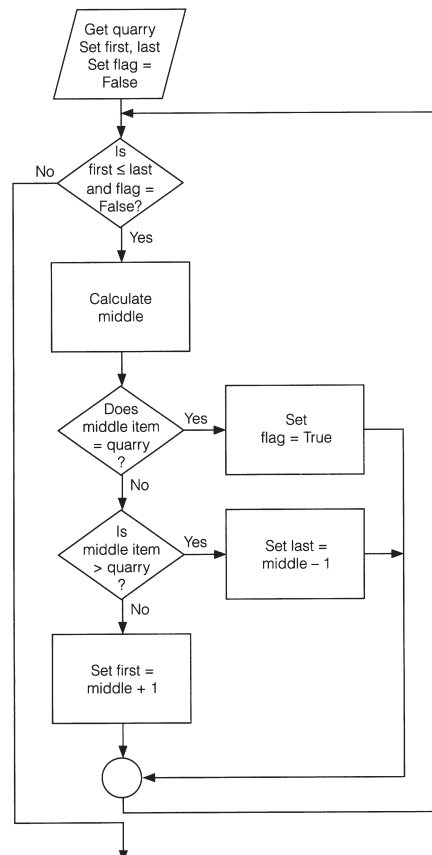 Get quarry
Set first, last
Set flag =
False
Is
first ≤ last
and flag =
False?
No
Yes
Calculate
middle
Does
middle item
= quarry
?
Yes
Set
flag = True
No
Is
middle item
> quarry
?
Yes
Set last =
middle – 1
No
Set first =
middle + 1